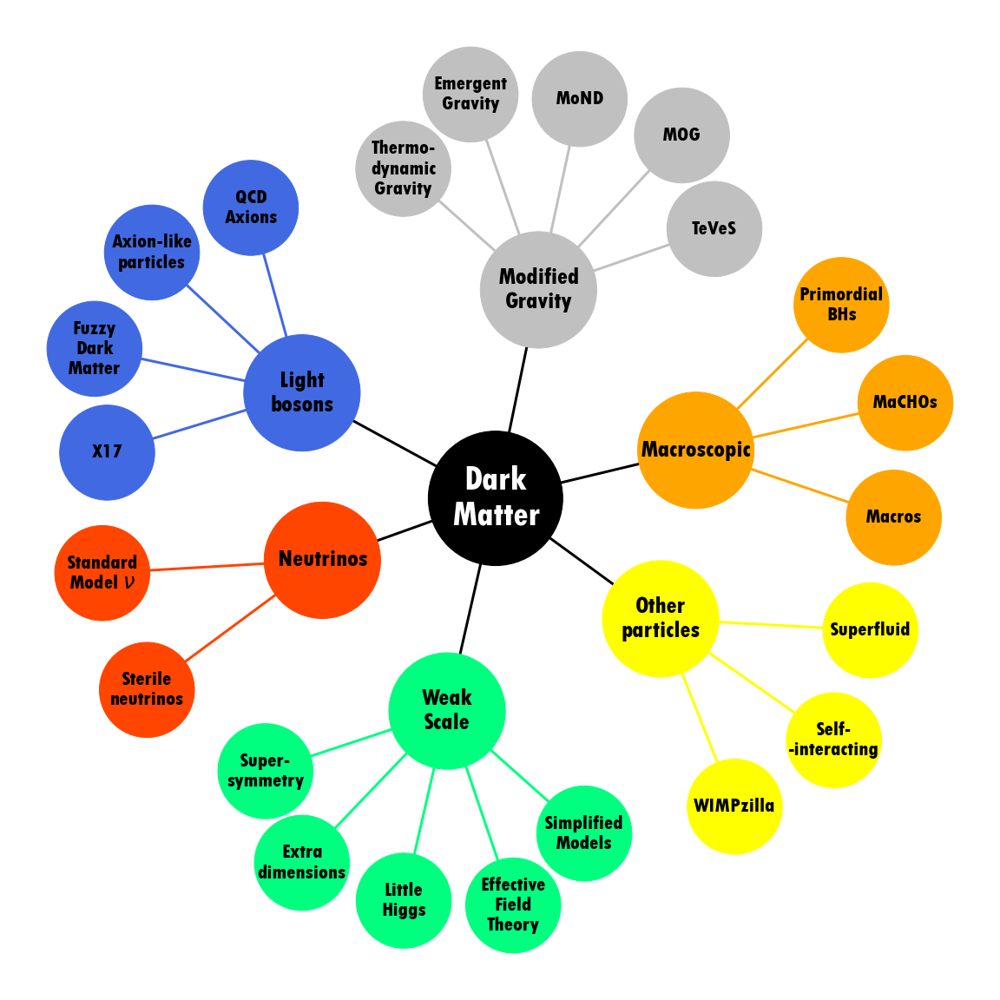 Dark
Matter
Modified
Gravity
Thermo-
dynamic
Gravity
Emergent
Gravity
MoND
MOG
TeVeS
Macroscopic
Primordial
BHs
MaCHOs
Macros
Other
particles
Superfluid
Self-
-interacting
WIMPzilla
Weak
Scale
Simplified
Models
Effective
Field
Theory
Little
Higgs
Extra
dimensions
Super-
symmetry
Neutrinos
Sterile
neutrinos
Standard
Model ν
Light
bosons
X17
Fuzzy
Dark
Matter
Axion-like
particles
QCD
Axions